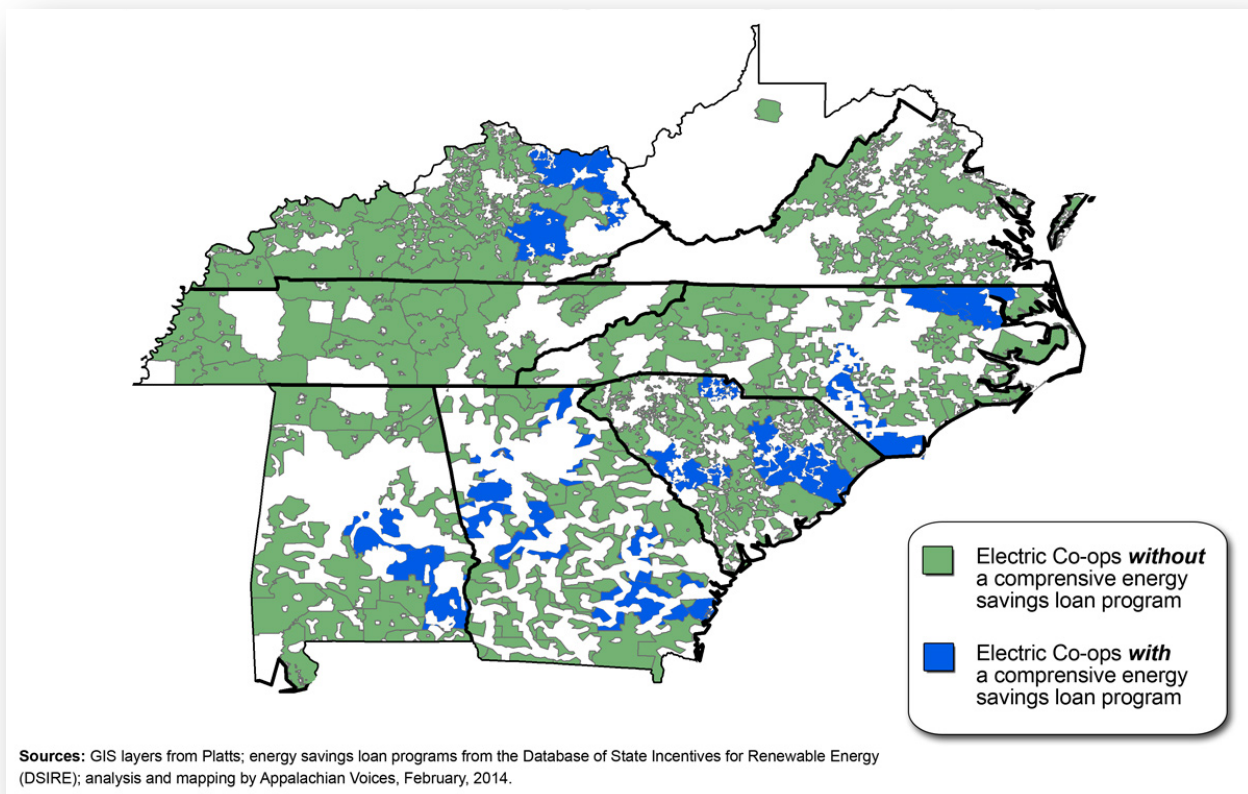 Electric Co-ops without
a comprensive energy
savings loan program
Electric Co-ops with
a comprensive energy
savings loan program
Sources: GIS layers from Platts; energy savings loan programs from the Database of State Incentives for Renewable Energy
(DSIRE); analysis and mapping by Appalachian Voices, February, 2014.